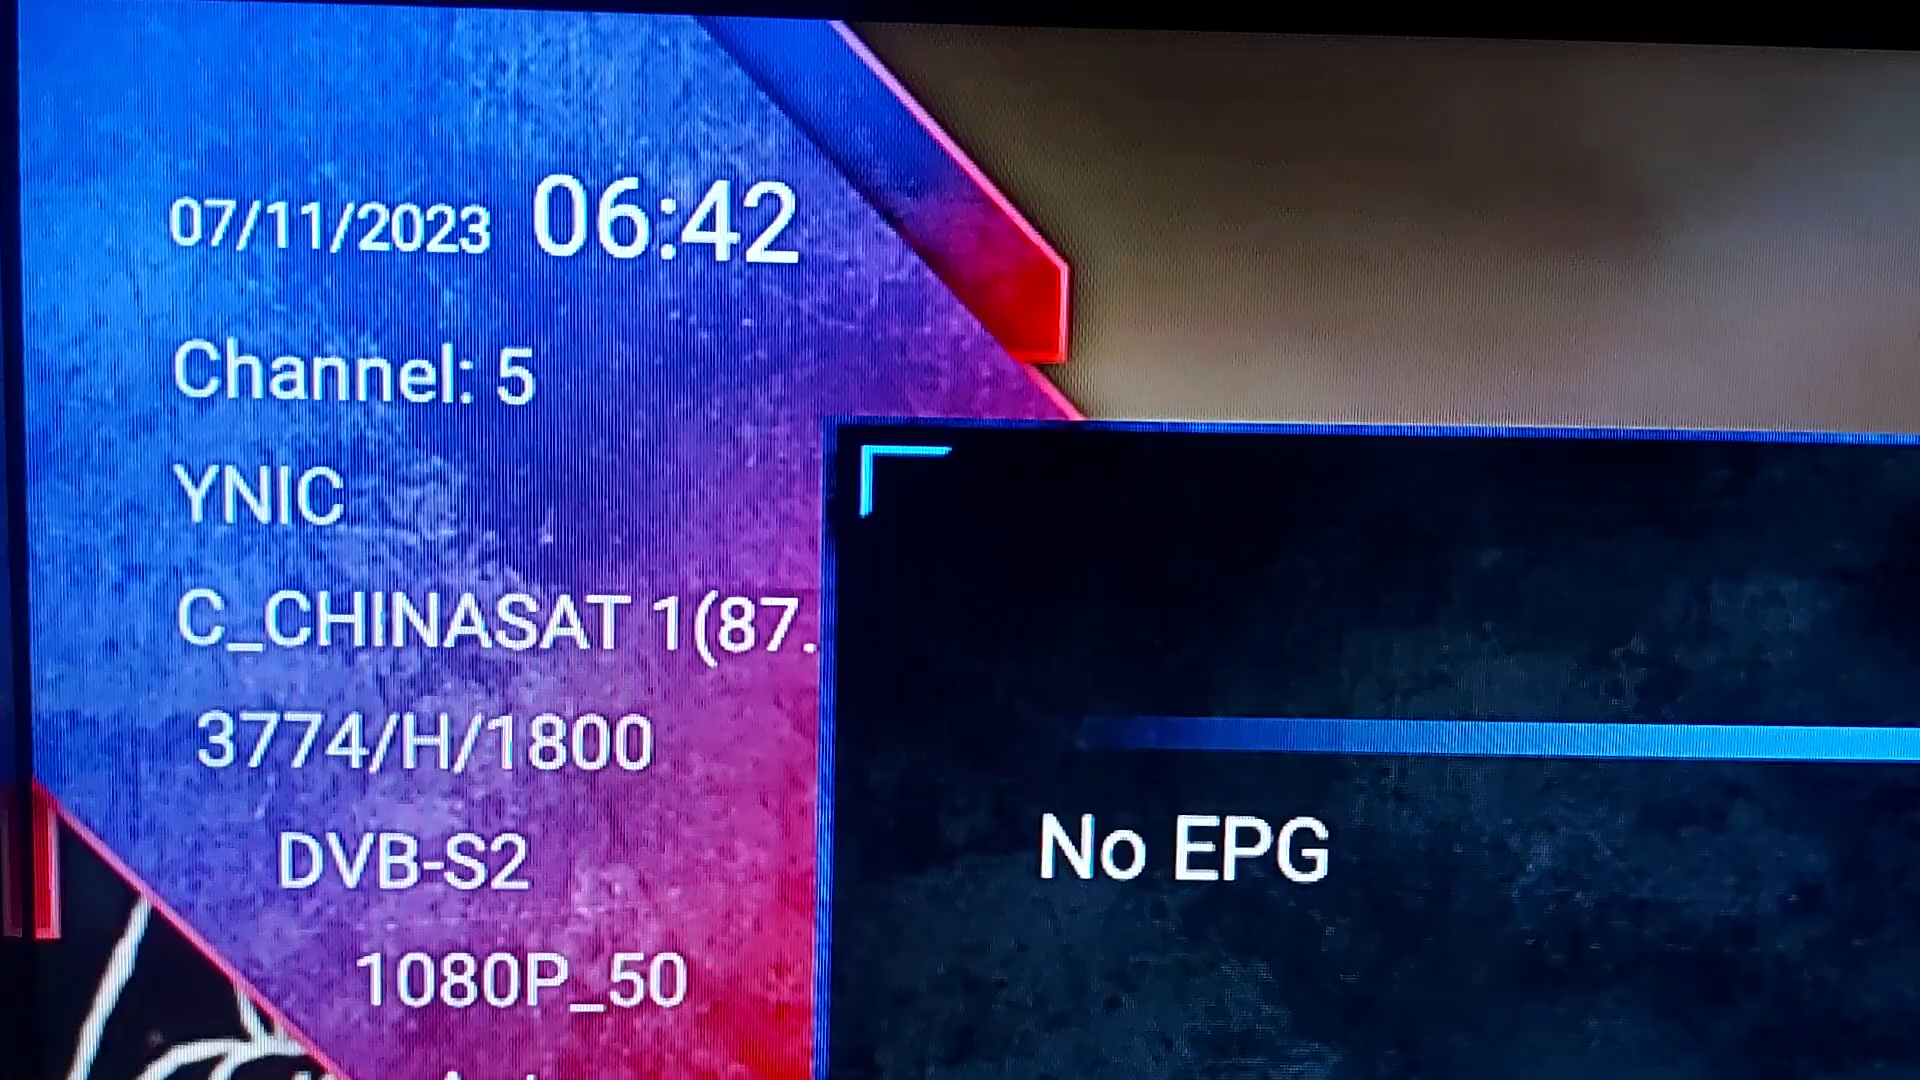 07/11/2023 06:42
Channel: 5
YNIC
C_CHINASAT 1(87.
3774/H/1800
DVB-S2
1080P_50
No EPG